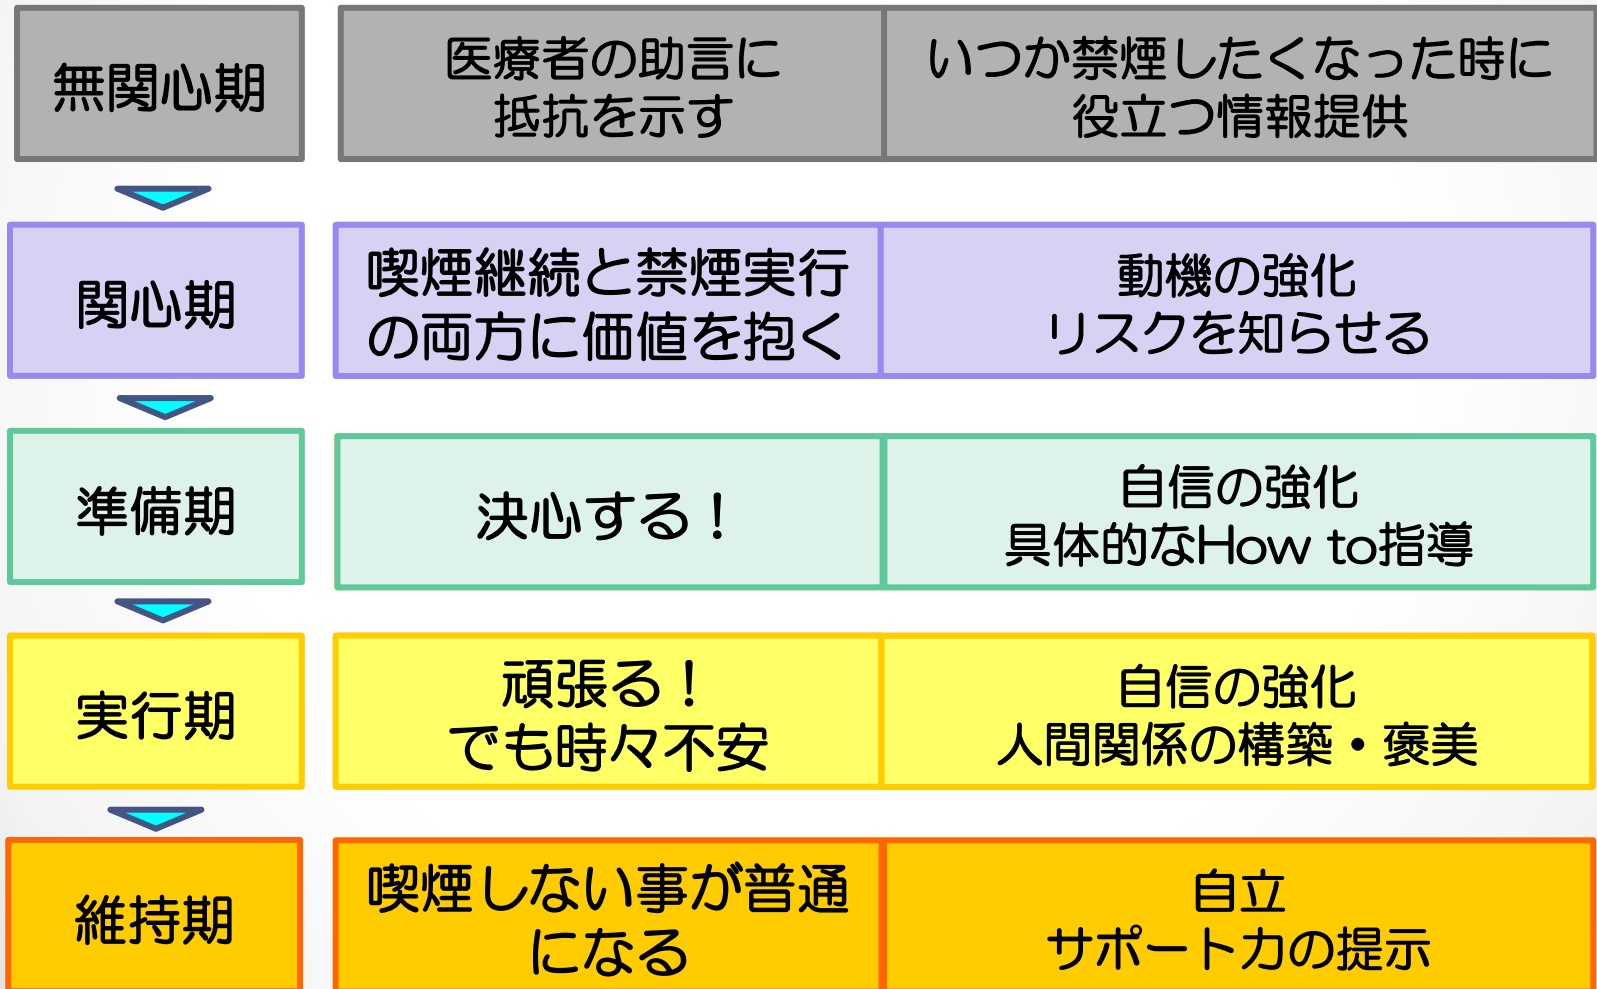 無関心期
医療者の助言に
抵抗を示す
いつか禁煙したくなった時に
役立つ情報提供
関心期
喫煙継続と禁煙実行
の両方に価値を抱く
動機の強化
リスクを知らせる
準備期
決心する！
自信の強化
具体的なHow to指導
実行期
頑張る！
でも時々不安
自信の強化
人間関係の構築・褒美
維持期
喫煙しない事が普通
になる
自立
サポート力の提示